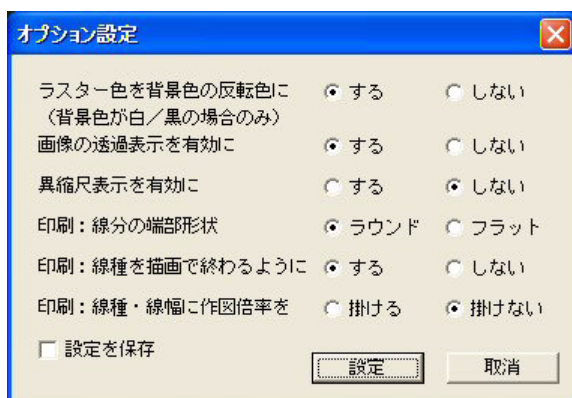 オプション設定
ラスター色を背景色の反転色に する しない
(背景色が白／黒の場合のみ)
画像の透過表示を有効に する しない
異縮尺表示を有効に する しない
印刷：線分の端部形状 ラウンド フラット
印刷：線種を描画で終わるように する しない
印刷：線種・線幅に作図倍率を 掛ける 掛けない
設定を保存 設定 取消